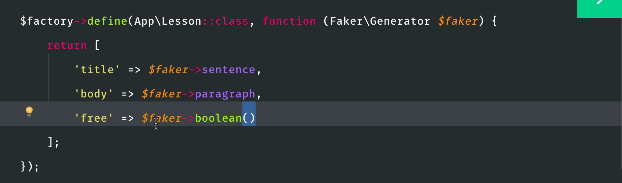 $factory->define(App\Lesson::class, function (Faker\Generator $faker) {
return [
'title' => $faker->sentence,
'body' => $faker->paragraph,
'free' => $faker->boolean()
];
});